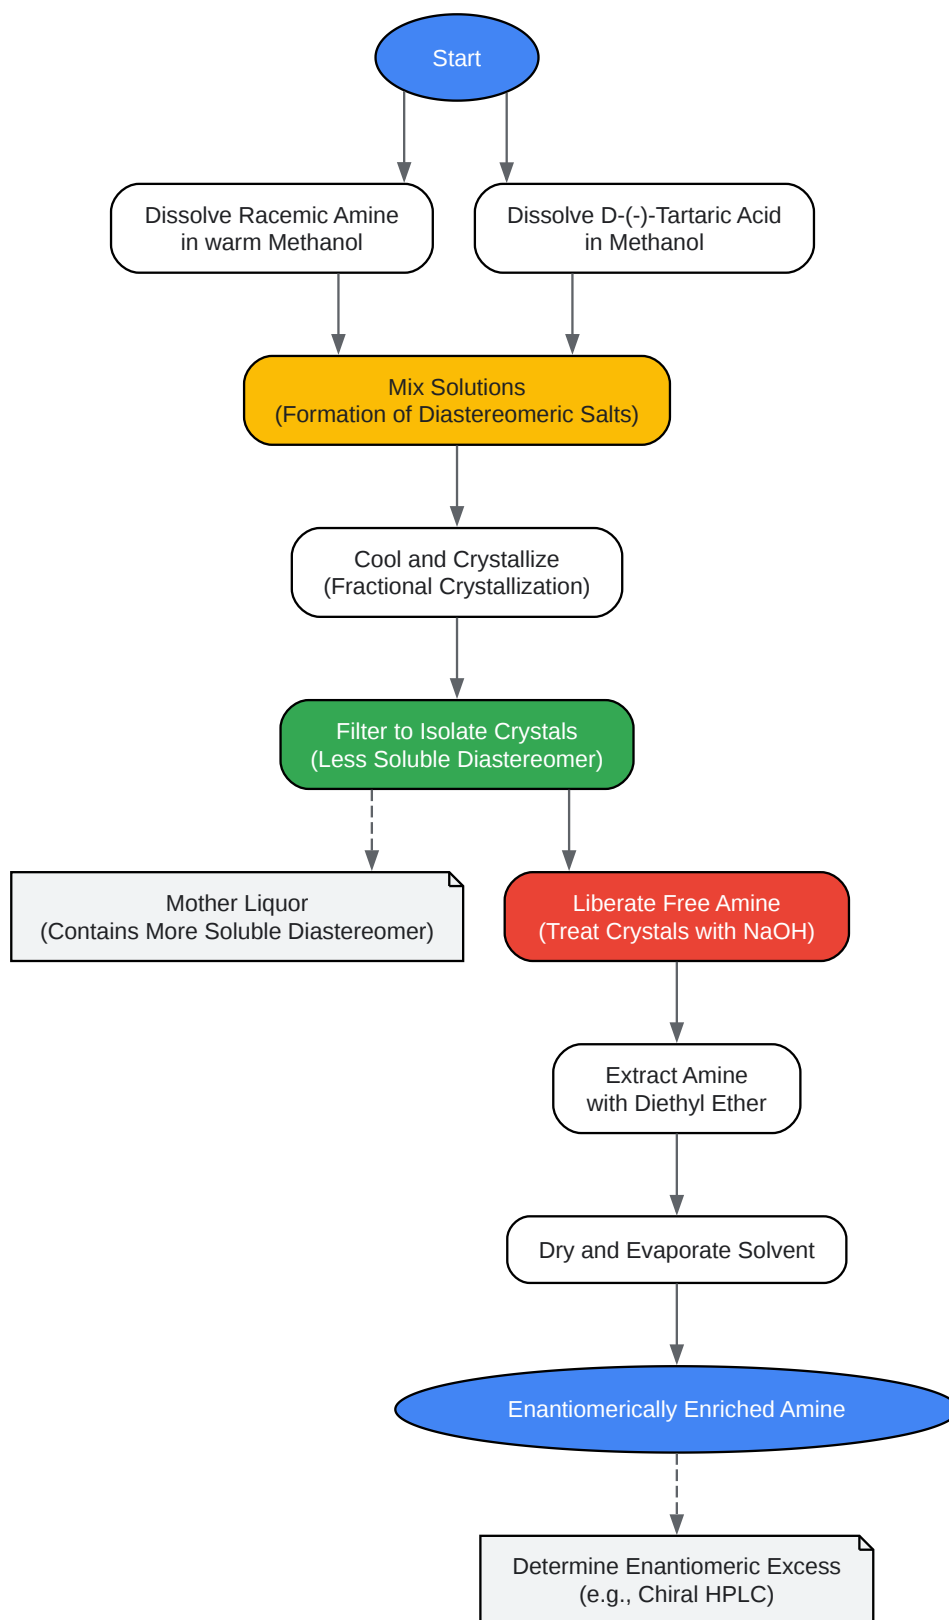 Start
Dissolve Racemic Amine
in warm Methanol
Dissolve D-(-)-Tartaric Acid
in Methanol
Mix Solutions
(Formation of Diastereomeric Salts)
Cool and Crystallize
(Fractional Crystallization)
Filter to Isolate Crystals
(Less Soluble Diastereomer)
Mother Liquor
(Contains More Soluble Diastereomer)
Liberate Free Amine
(Treat Crystals with NaOH)
Extract Amine
with Diethyl Ether
Dry and Evaporate Solvent
Enantiomerically Enriched Amine
Determine Enantiomeric Excess
(e.g., Chiral HPLC)